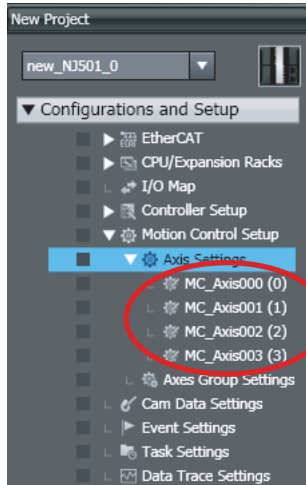 New Project
new_NJ501_0
Configurations and Setup
EtherCAT
CPU/Expansion Racks
I/O Map
Controller Setup
Motion Control Setup
Axis Settings
MC_Axis000 (0)
MC_Axis001 (1)
MC_Axis002 (2)
MC_Axis003 (3)
Axes Group Settings
Cam Data Settings
Event Settings
Task Settings
Data Trace Settings